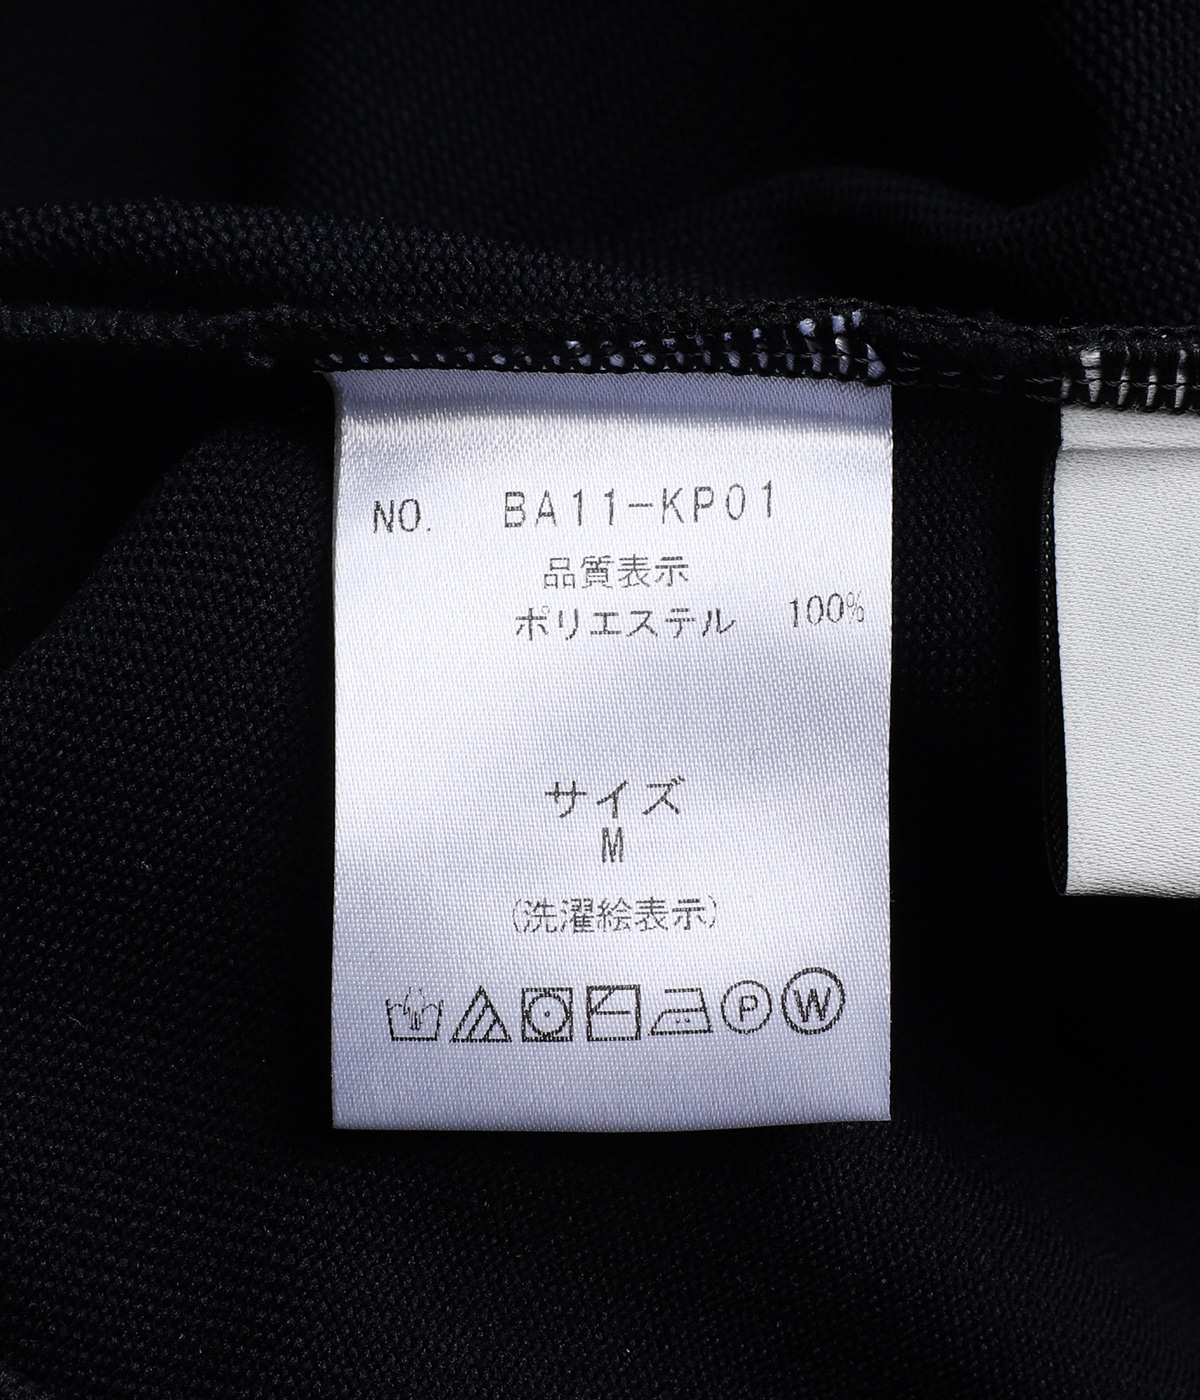 NO. BA11-KP01
品質表示
ポリエステル 100%
サイズ
M
(洗濯絵表示)
P W